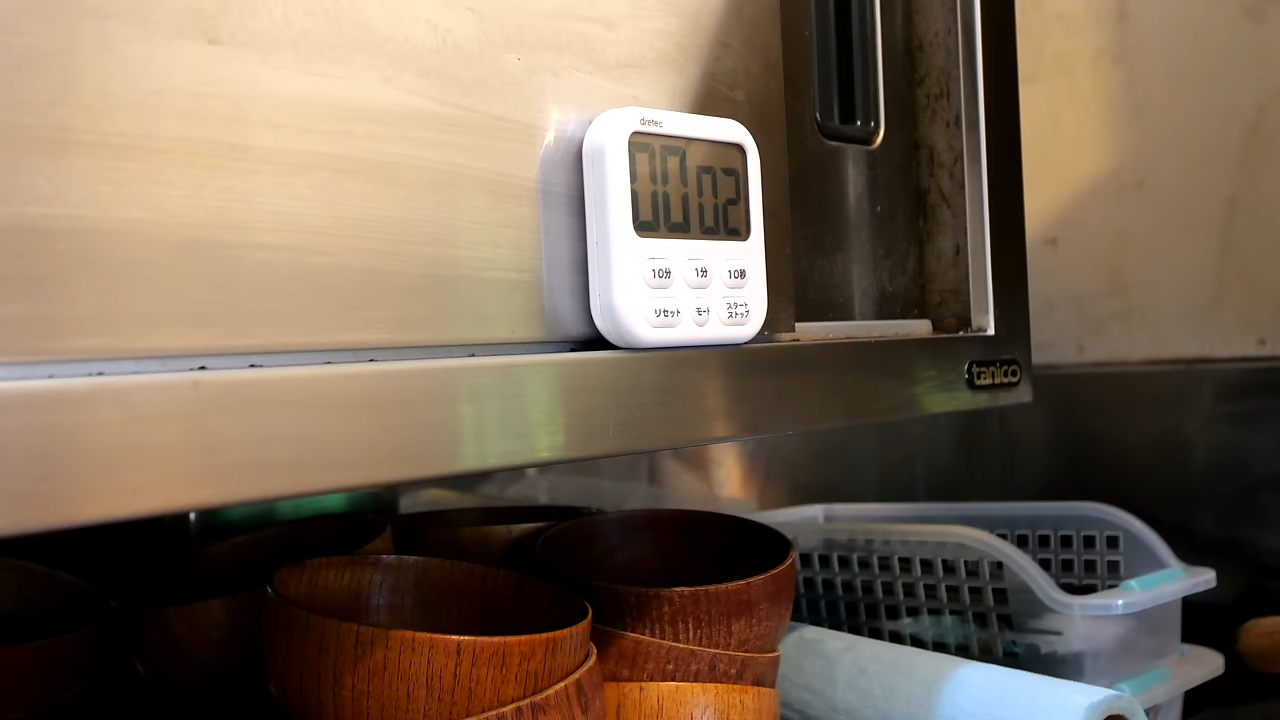 dretec
00 02
10分 1分 10秒
リセット モード スタート
ストップ
tanico